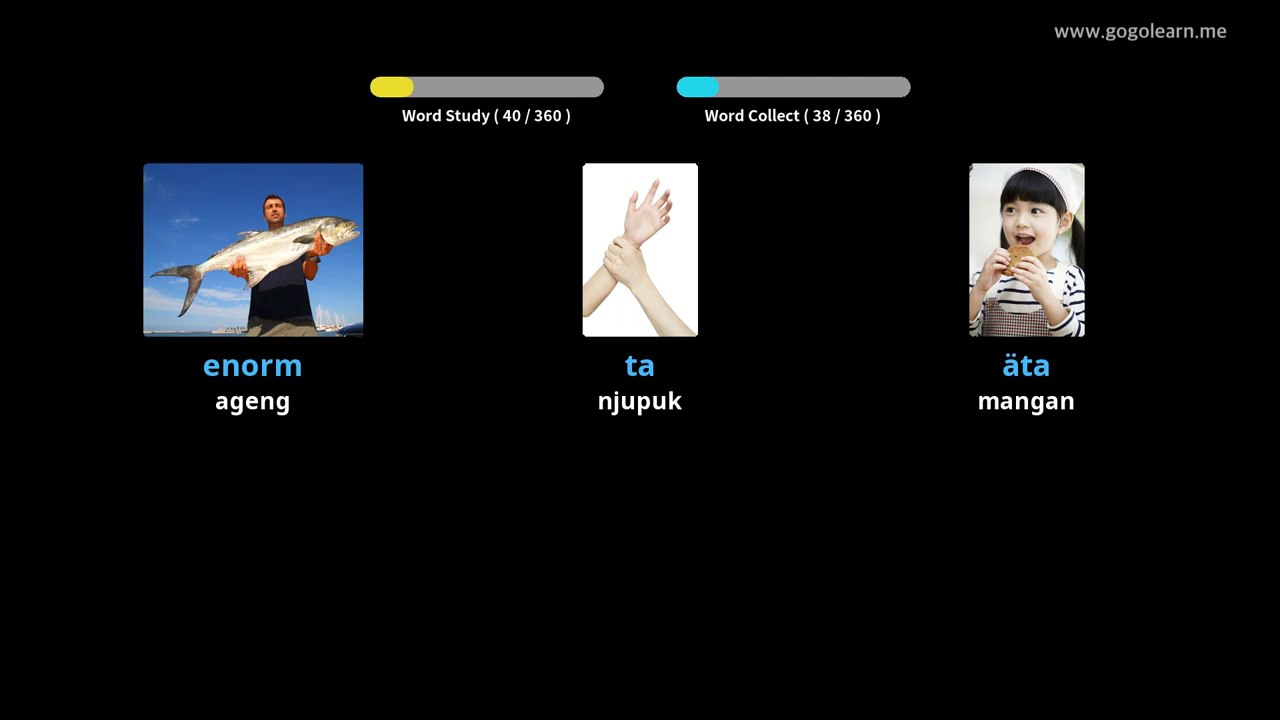 www.gogolearn.me
Word Study ( 40 / 360 )
Word Collect ( 38 / 360 )
enorm
ageng
ta
njupuk
äta
mangan